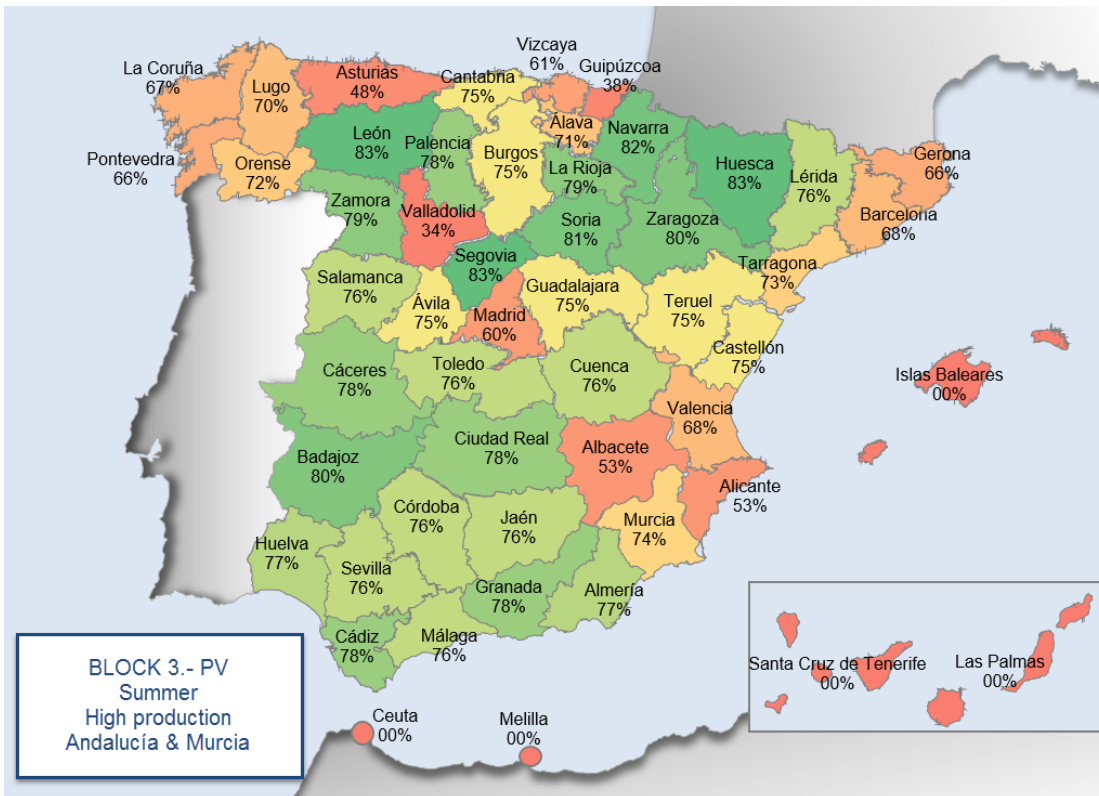 La Coruña
67%
Lugo
70%
Asturias
48%
Cantabria
75%
Vizcaya
61%
Guipúzcoa
38%
Pontevedra
66%
Orense
72%
León
83%
Palencia
78%
Burgos
75%
Álava
71%
Navarra
82%
La Rioja
79%
Huesca
83%
Lérida
76%
Gerona
66%
Barcelona
68%
Zamora
79%
Valladolid
34%
Soria
81%
Zaragoza
80%
Tarragona
73%
Segovia
83%
Salamanca
76%
Ávila
75%
Madrid
60%
Guadalajara
75%
Teruel
75%
Castellón
75%
Cáceres
78%
Toledo
76%
Cuenca
76%
Valencia
68%
Islas Baleares
00%
Badajoz
80%
Ciudad Real
78%
Albacete
53%
Alicante
53%
Córdoba
76%
Jaén
76%
Murcia
74%
Huelva
77%
Sevilla
76%
Granada
78%
Almería
77%
Cádiz
78%
Málaga
76%
Santa Cruz de Tenerife
00%
Las Palmas
00%
Ceuta
00%
Melilla
00%
BLOCK 3.- PV
Summer
High production
Andalucía & Murcia